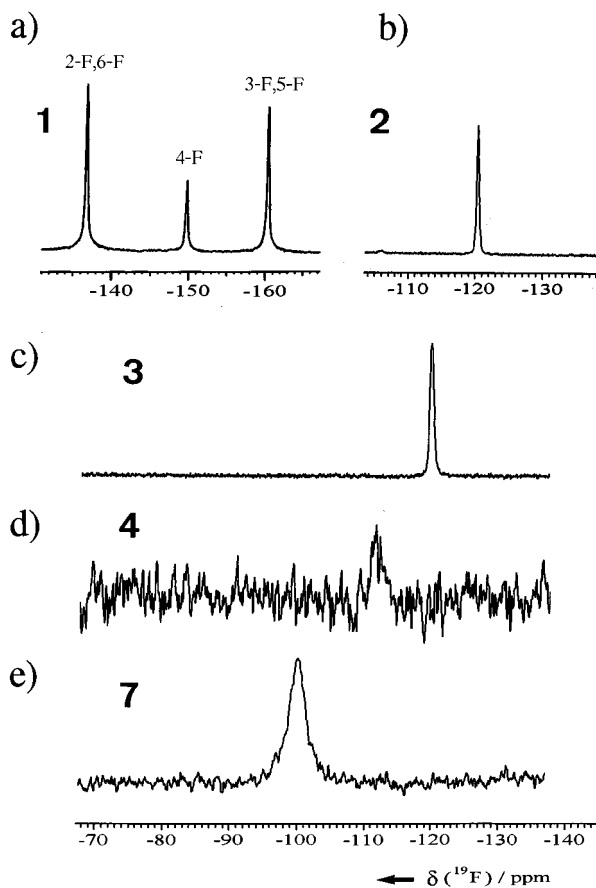 a)
b)
2-F,6-F
3-F,5-F
1
4-F
2
-140 -150 -160
-110 -120 -130
c)
3
d)
4
e)
7
-70 -80 -90 -100 -110 -120 -130 -140
← δ (¹⁹F) / ppm